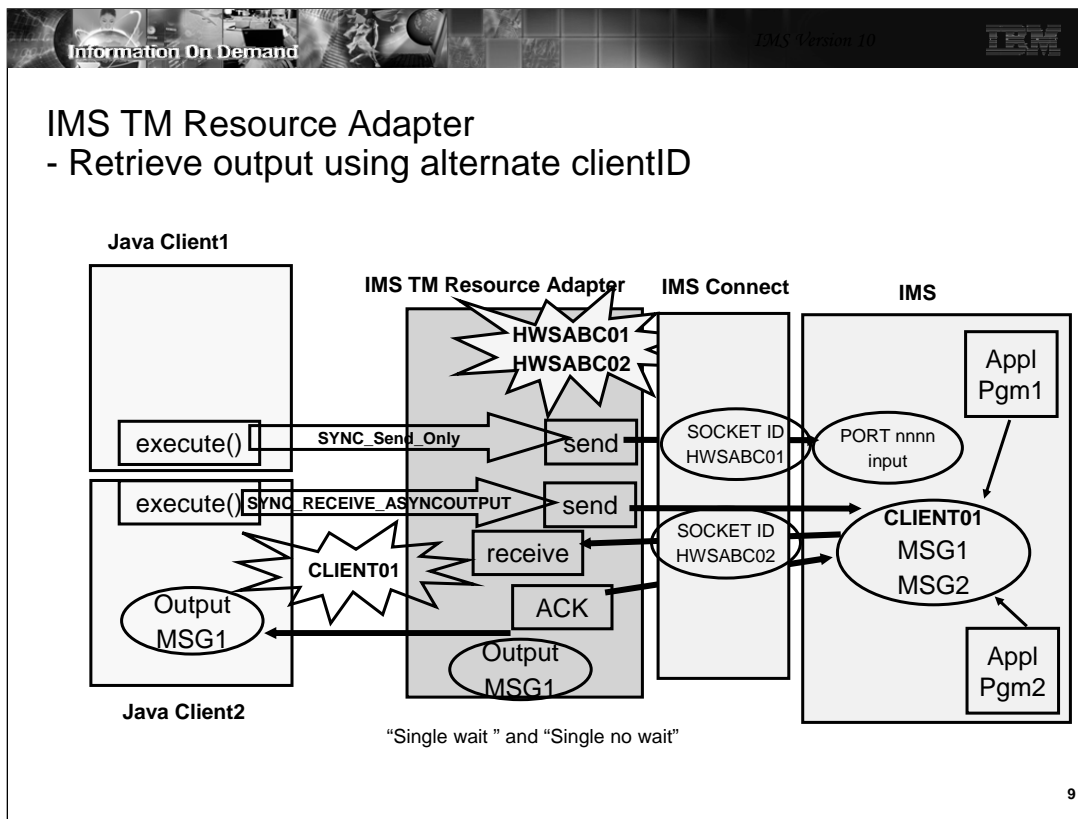 Information On Demand
IMS Version 10
IBM
IMS TM Resource Adapter
- Retrieve output using alternate clientID
Java Client1
IMS TM Resource Adapter
IMS Connect
IMS
HWSABC01
HWSABC02
Appl
Pgm1
execute()
SYNC_Send_Only
send
SOCKET ID
HWSABC01
PORT nnnn
input
execute()
SYNC_RECEIVE_ASYNCOUTPUT
send
SOCKET ID
HWSABC02
CLIENT01
MSG1
MSG2
receive
CLIENT01
ACK
Output
MSG1
Output
MSG1
Appl
Pgm2
Java Client2
“Single wait ” and “Single no wait”
9